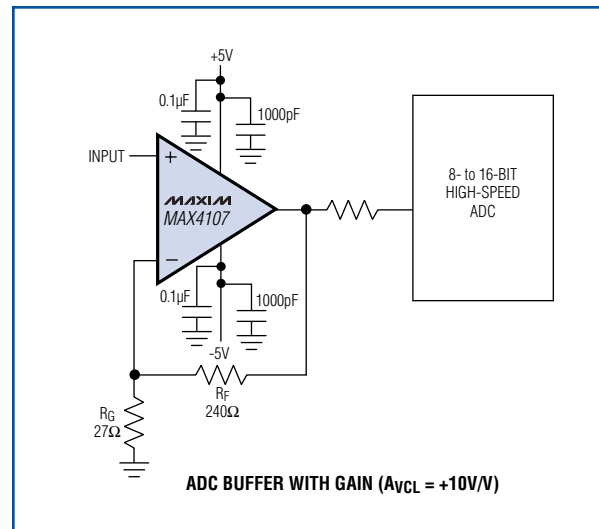 +5V
0.1µF
1000pF
INPUT
+
MAXIM
MAX4107
−
8- to 16-BIT
HIGH-SPEED
ADC
0.1µF
1000pF
-5V
RF
240Ω
RG
27Ω
ADC BUFFER WITH GAIN (AVCL = +10V/V)